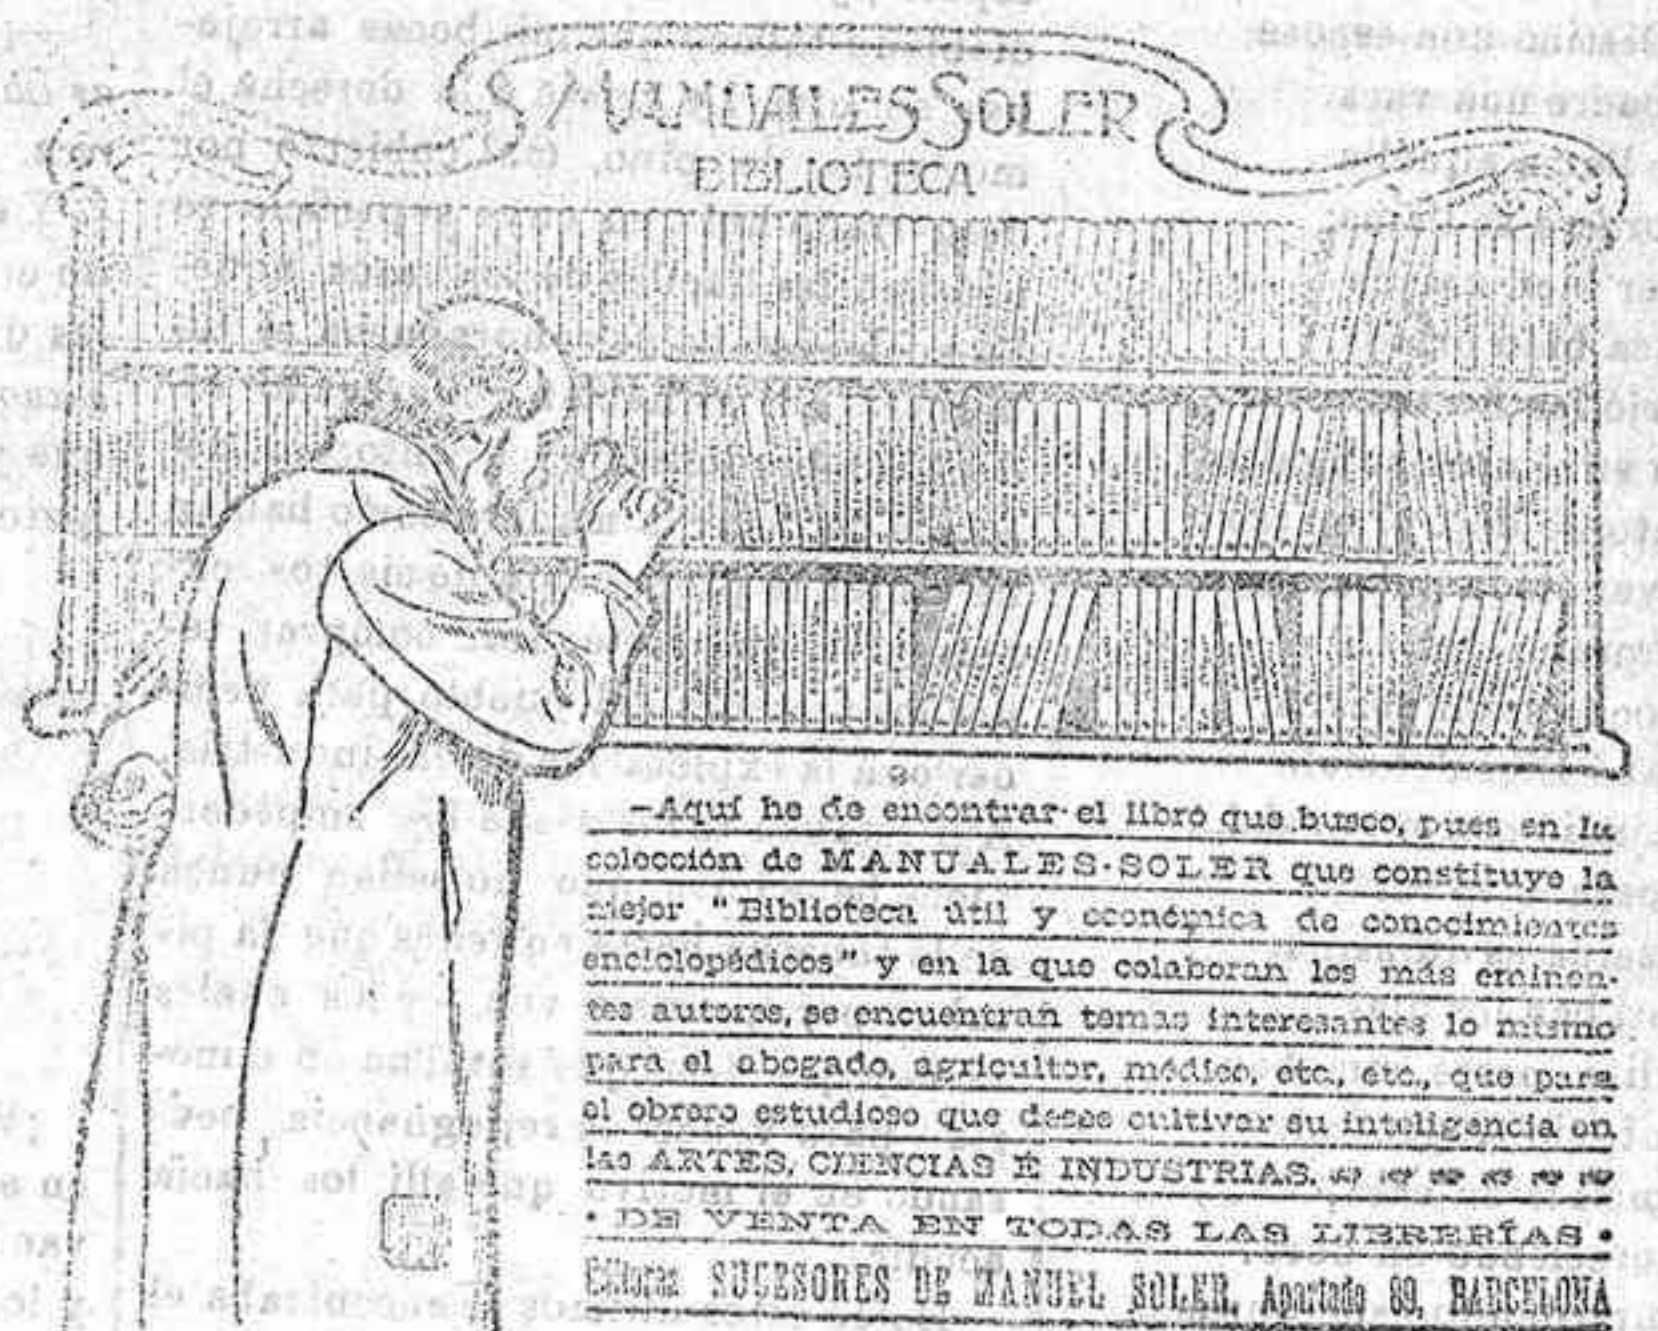 MANUALES SOLER
BIBLIOTECA
—Aquí he de encontrar el libro que busco, pues en la
colección de MANUALES-SOLER que constituye la
mejor "Biblioteca útil y económica de conocimientos
enciclopédicos" y en la que colaboran los más eminen-
tes autores, se encuentran temas interesantes lo mismo
para el abogado, agricultor, médico, etc., etc., que para
el obrero estudioso que desee cultivar su inteligencia en
las ARTES, CIENCIAS É INDUSTRIAS.
• DE VENTA EN TODAS LAS LIBRERÍAS •
Editores SUCESORES DE MANUEL SOLER, Apartado 89, BARCELONA